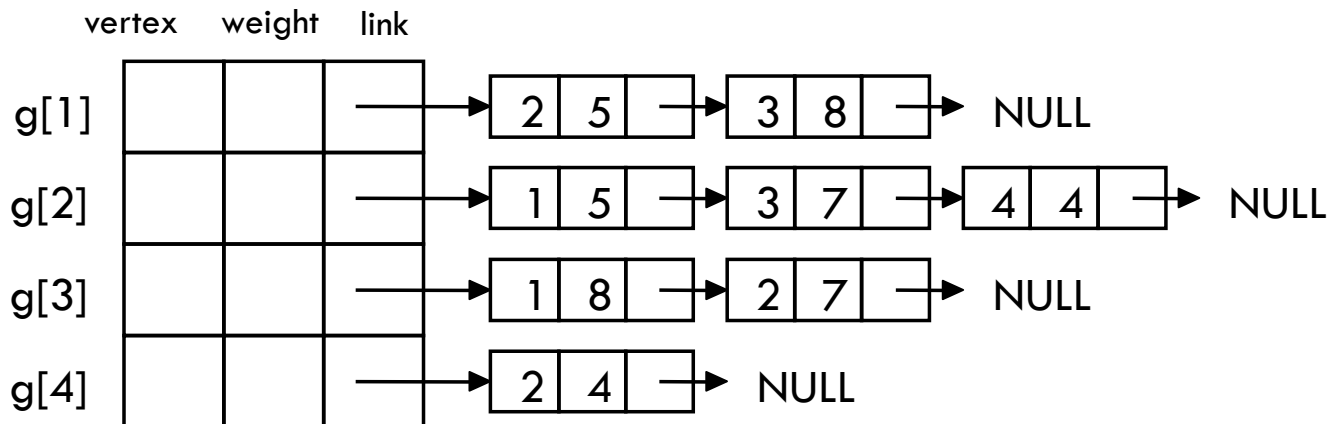 vertex weight link
g[1] 2 5 3 8 NULL
g[2] 1 5 3 7 4 4 NULL
g[3] 1 8 2 7 NULL
g[4] 2 4 NULL